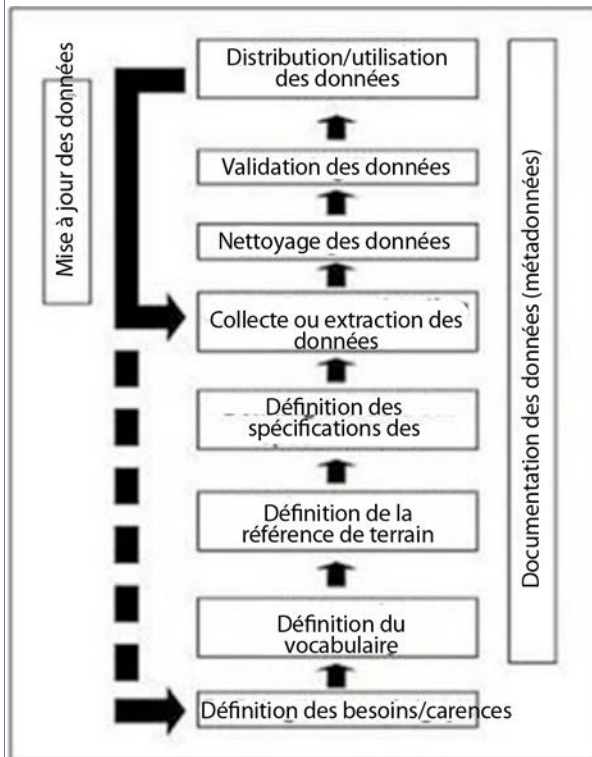 Distribution/utilisation
des données
Validation des données
Nettoyage des données
Collecte ou extraction des
données
Définition des
spécifications des
Définition de la
référence de terrain
Définition du
vocabulaire
Définition des besoins/carences
Mise à jour des données
Documentation des données (métadonnées)